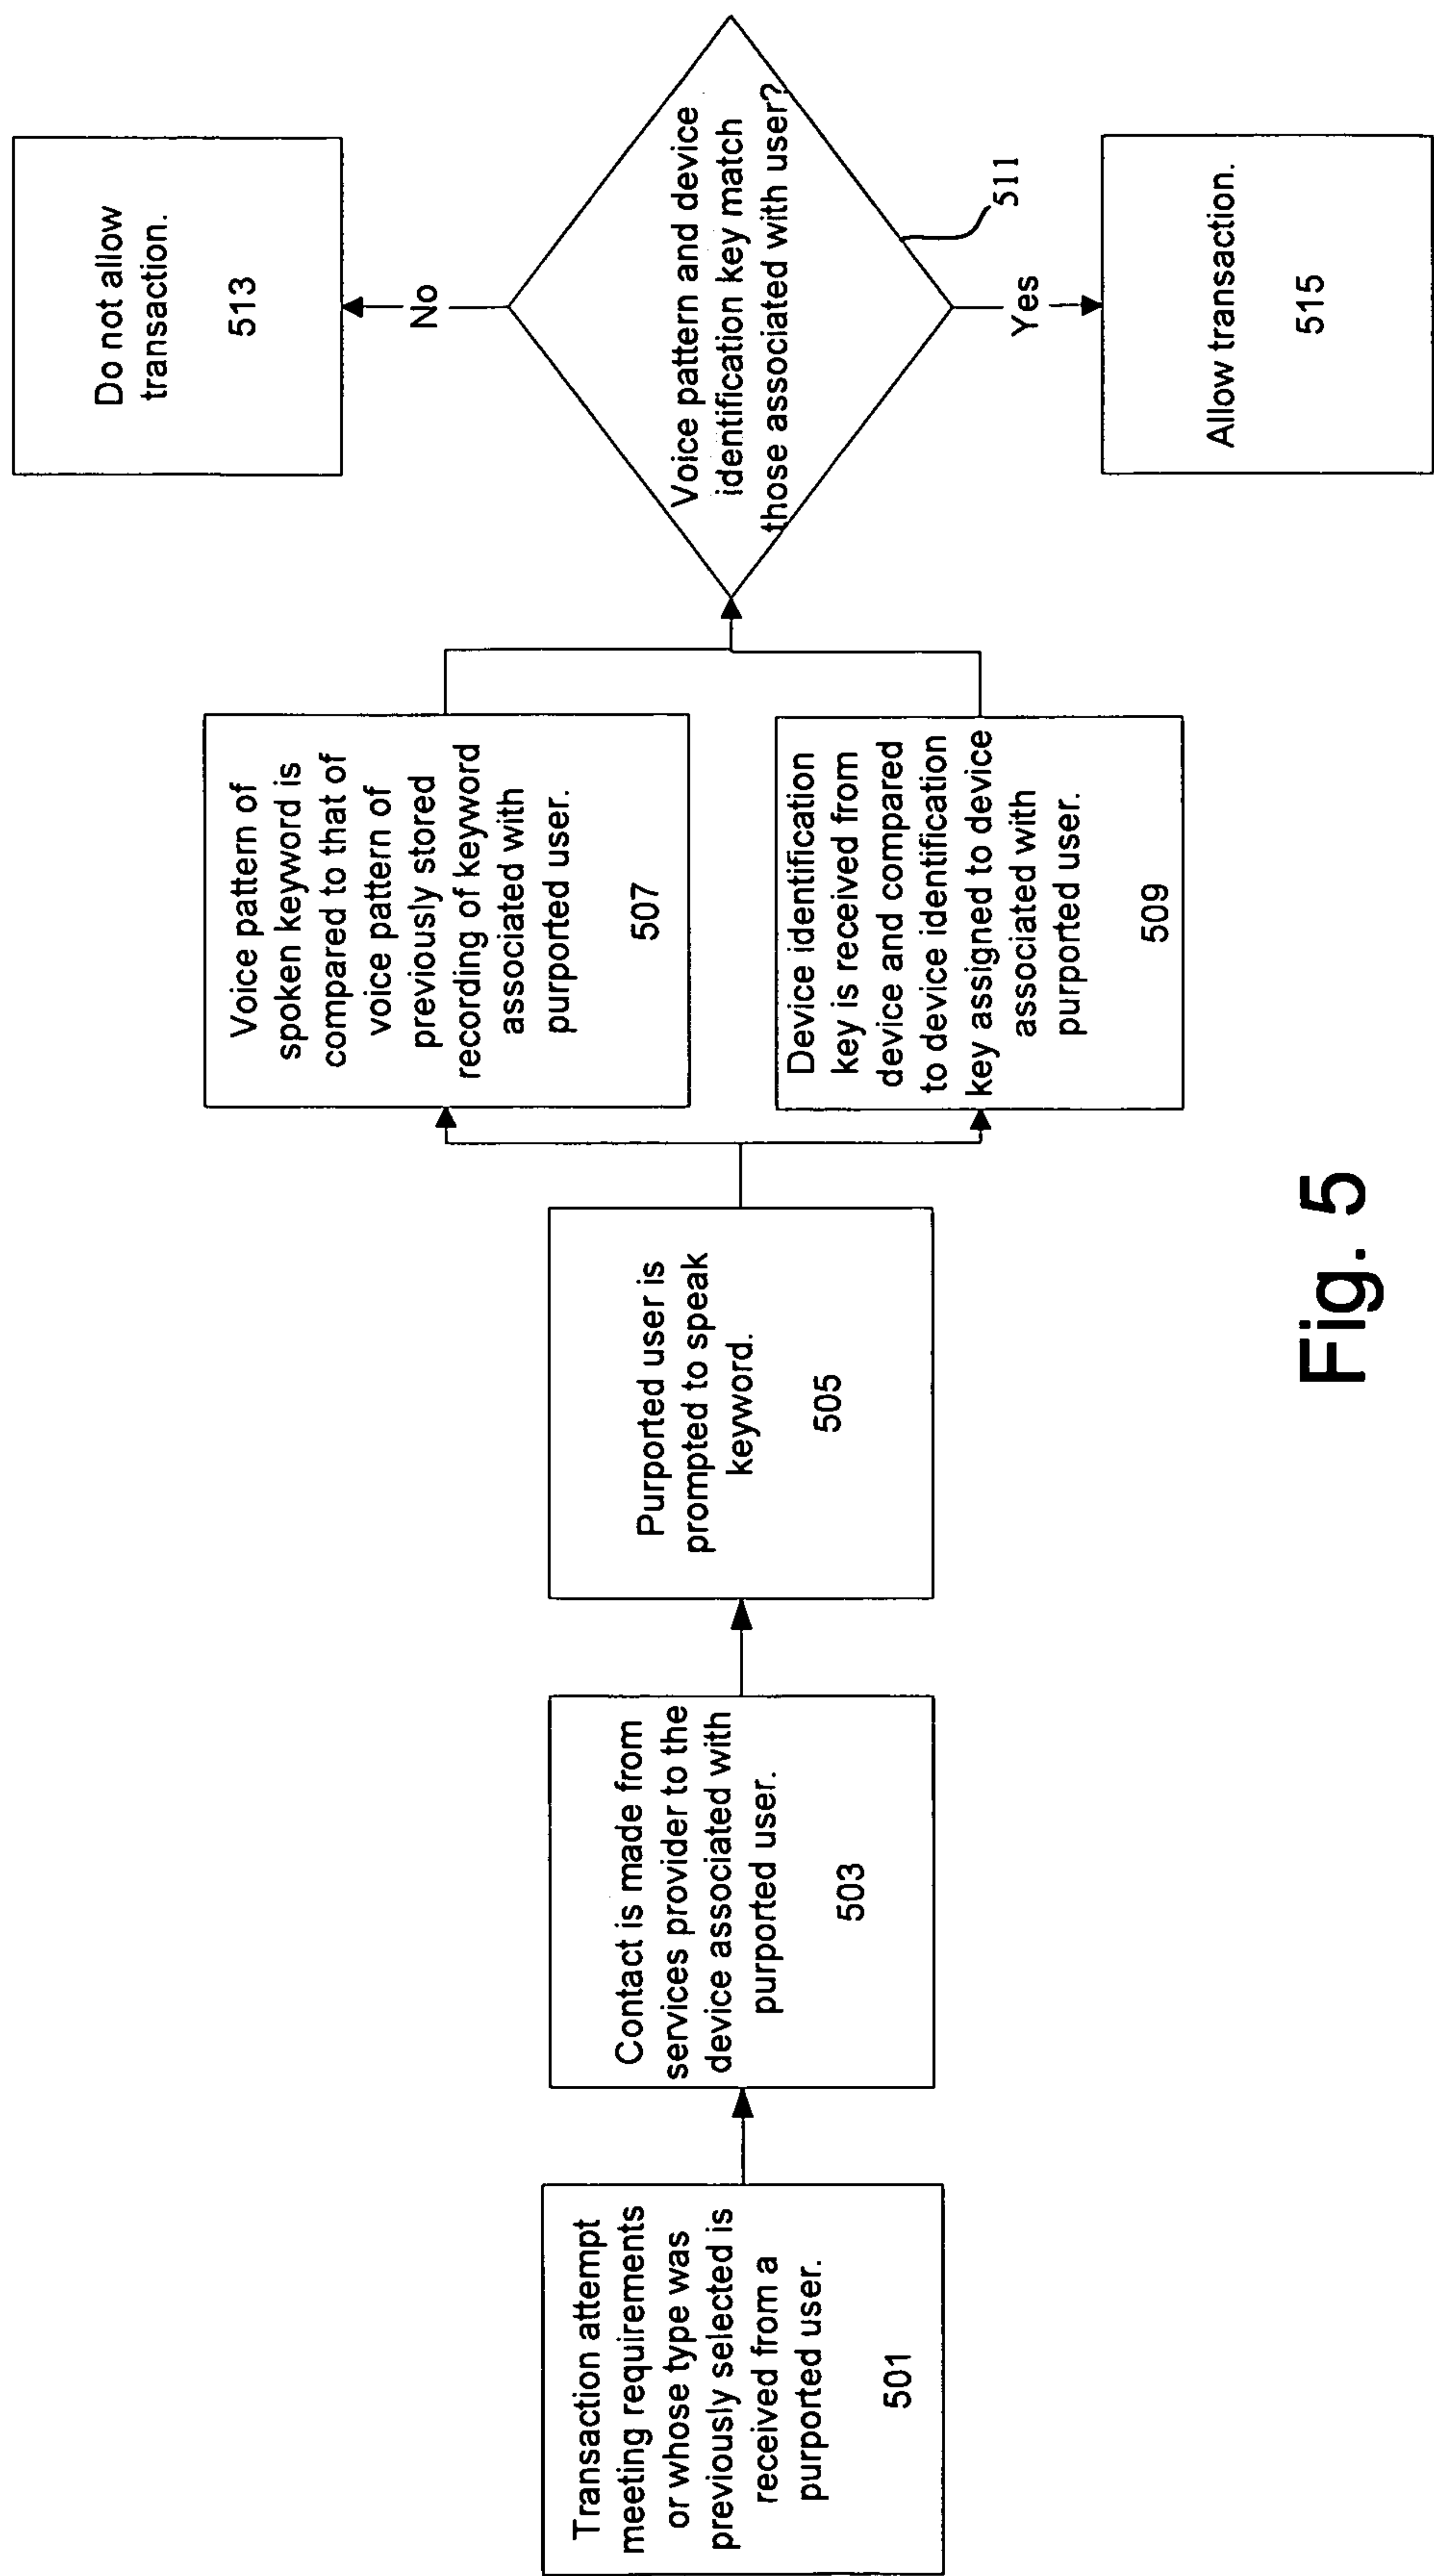 Transaction attempt
meeting requirements
or whose type was
previously selected is
received from a
purported user.
501
Contact is made from
services provider to the
device associated with
purported user.
503
Purported user is
prompted to speak
keyword.
505
Voice pattern of
spoken keyword is
compared to that of
voice pattern of
previously stored
recording of keyword
associated with
purported user.
507
Device identification
key is received from
device and compared
to device identification
key assigned to device
associated with
purported user.
509
Voice pattern and device
identification key match
those associated with user?
511
No
Do not allow
transaction.
513
Yes
Allow transaction.
515
Fig. 5